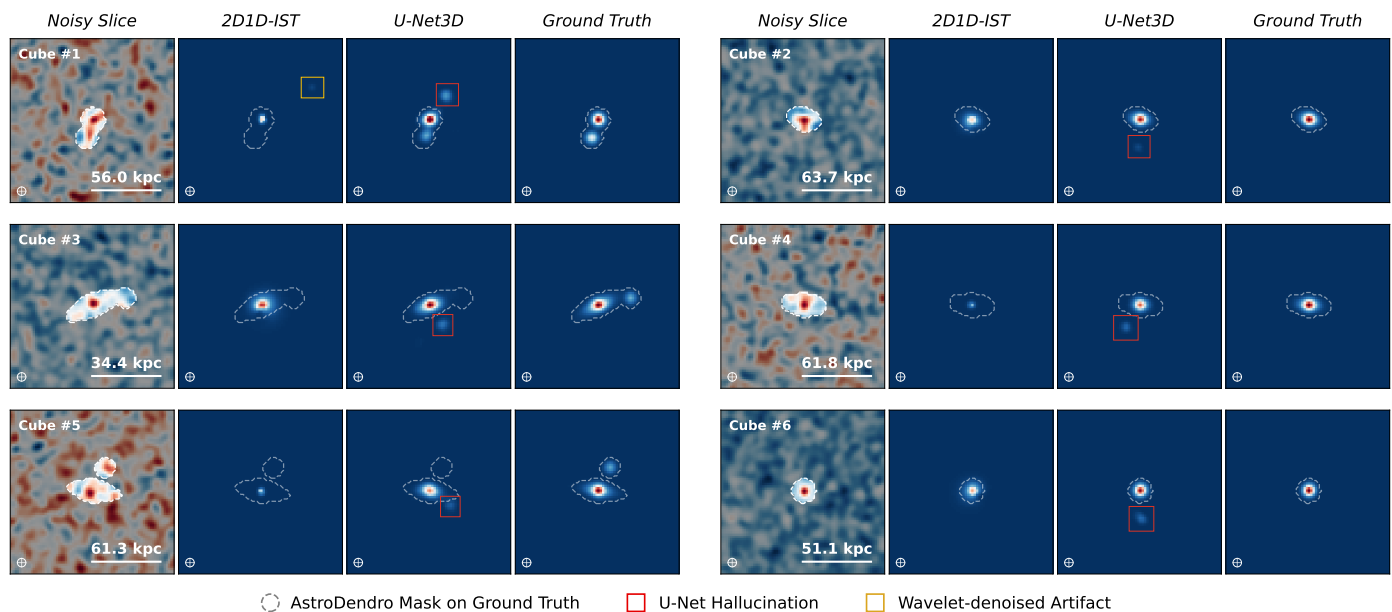 Noisy Slice 2D1D-IST U-Net3D Ground Truth Noisy Slice 2D1D-IST U-Net3D Ground Truth
Cube #1
56.0 kpc
Cube #2
63.7 kpc
Cube #3
34.4 kpc
Cube #4
61.8 kpc
Cube #5
61.3 kpc
Cube #6
51.1 kpc
AstroDendro Mask on Ground Truth U-Net Hallucination Wavelet-denoised Artifact